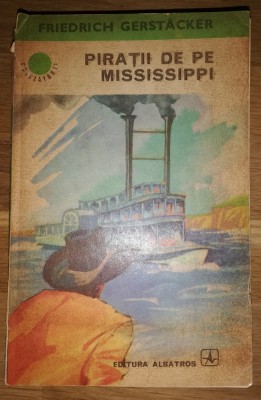 FRIEDRICH GERSTÄCKER
PIRAȚII DE PE
MISSISSIPPI
EDITURA ALBATROS